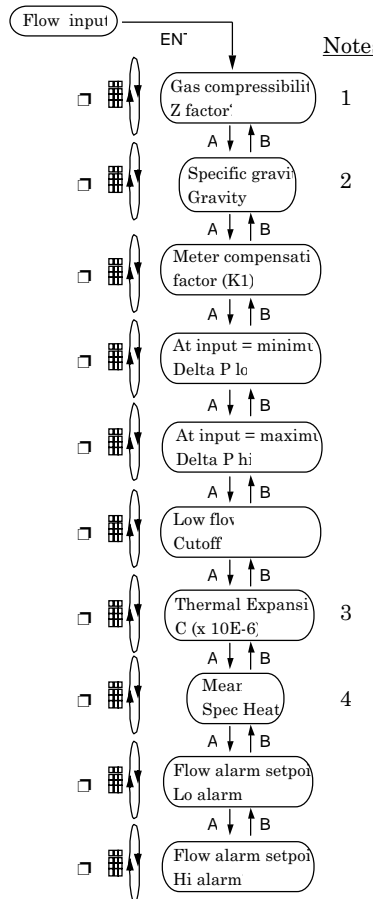 Flow input
EN
Notes
Gas compressibilit
Z factor'
1
A B
Specific gravi
Gravity
2
A B
Meter compensati
factor (K1)
A B
At input = minimu
Delta P lo
A B
At input = maximu
Delta P hi
A B
Low flov
Cutoff
A B
Thermal Expansi
C (x 10E-6)
3
A B
Mean
Spec Heat
4
A B
Flow alarm setpoi
Lo alarm
A B
Flow alarm setpoi
Hi alarm